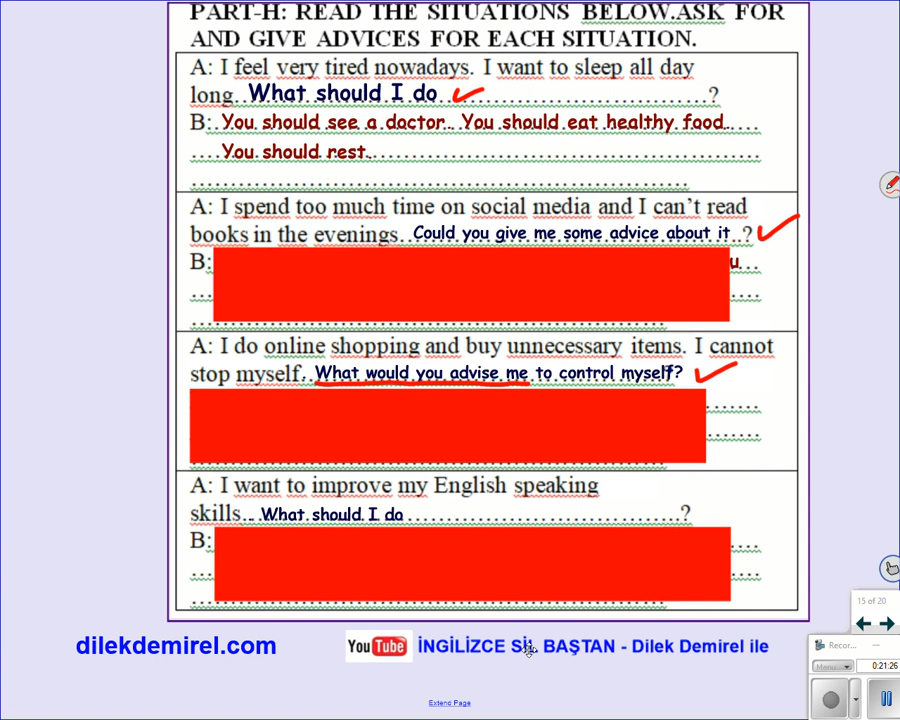 PART-H: READ THE SITUATIONS BELOW.ASK FOR
AND GIVE ADVICES FOR EACH SITUATION.
A: I feel very tired nowadays. I want to sleep all day
long. What should I do ...............................................?
B: You should see a doctor. You should eat healthy food.
You should rest.
A: I spend too much time on social media and I can't read
books in the evenings. Could you give me some advice about it..?
B:
A: I do online shopping and buy unnecessary items. I cannot
stop myself. What would you advise me to control myself?
A: I want to improve my English speaking
skills. What should I do ...............................................?
B:
15 of 20
dilekdemirel.com
YouTube İNGİLİZCE BAŞTAN - Dilek Demirel ile
Recor...
Menu
0:21:26
Extend Page